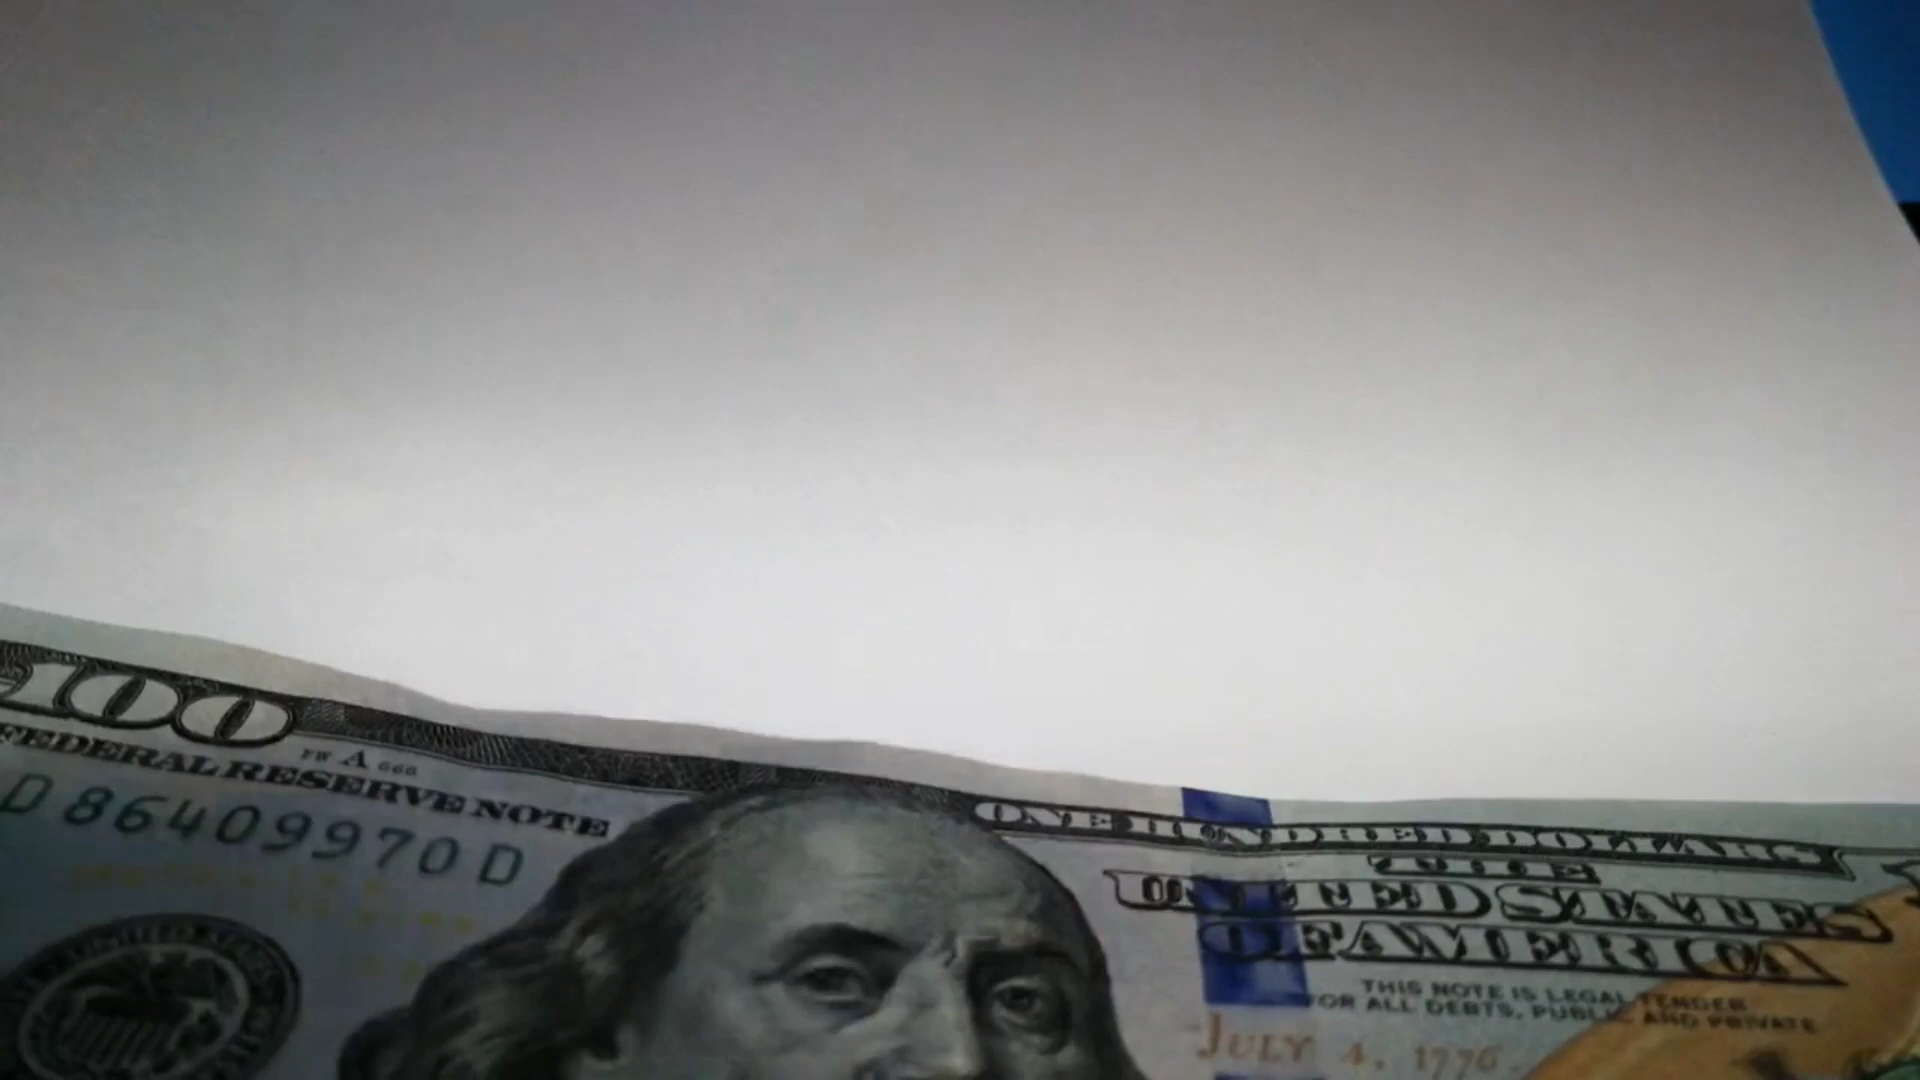 100
FEDERAL RESERVE NOTE
FW A 666
D 86409970 D
ONE HUNDRED DOLLARS
THE
UNITED STATES
OF AMERICA
THIS NOTE IS LEGAL TENDER
FOR ALL DEBTS, PUBLIC AND PRIVATE
JULY 4, 1776